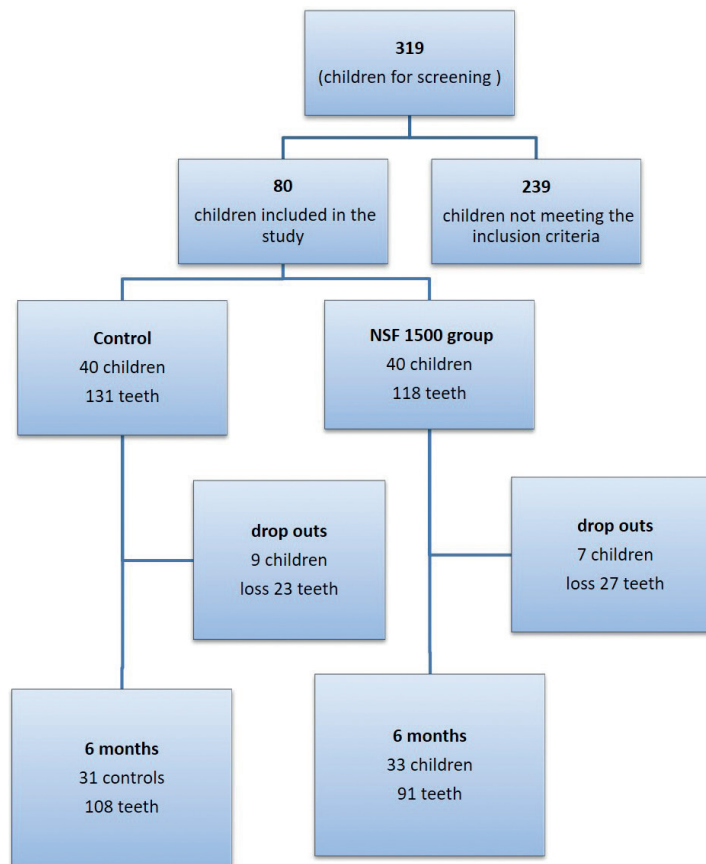 319
(children for screening )
80
children included in the
study
239
children not meeting the
inclusion criteria
Control
40 children
131 teeth
NSF 1500 group
40 children
118 teeth
drop outs
9 children
loss 23 teeth
drop outs
7 children
loss 27 teeth
6 months
31 controls
108 teeth
6 months
33 children
91 teeth